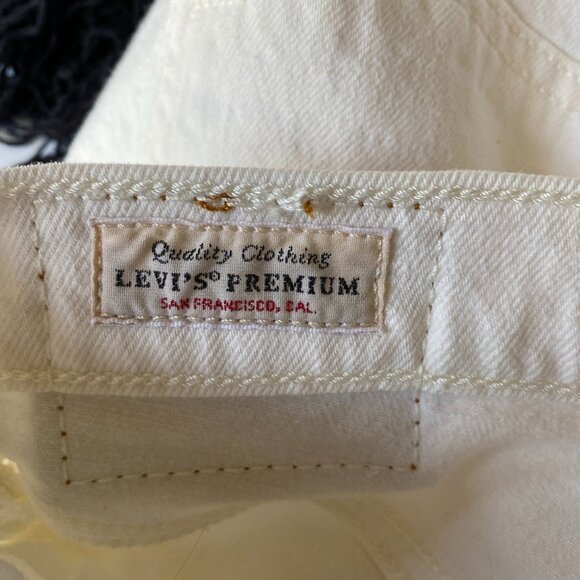 Quality Clothing
LEVI'S® PREMIUM
SAN FRANCISCO, CAL.